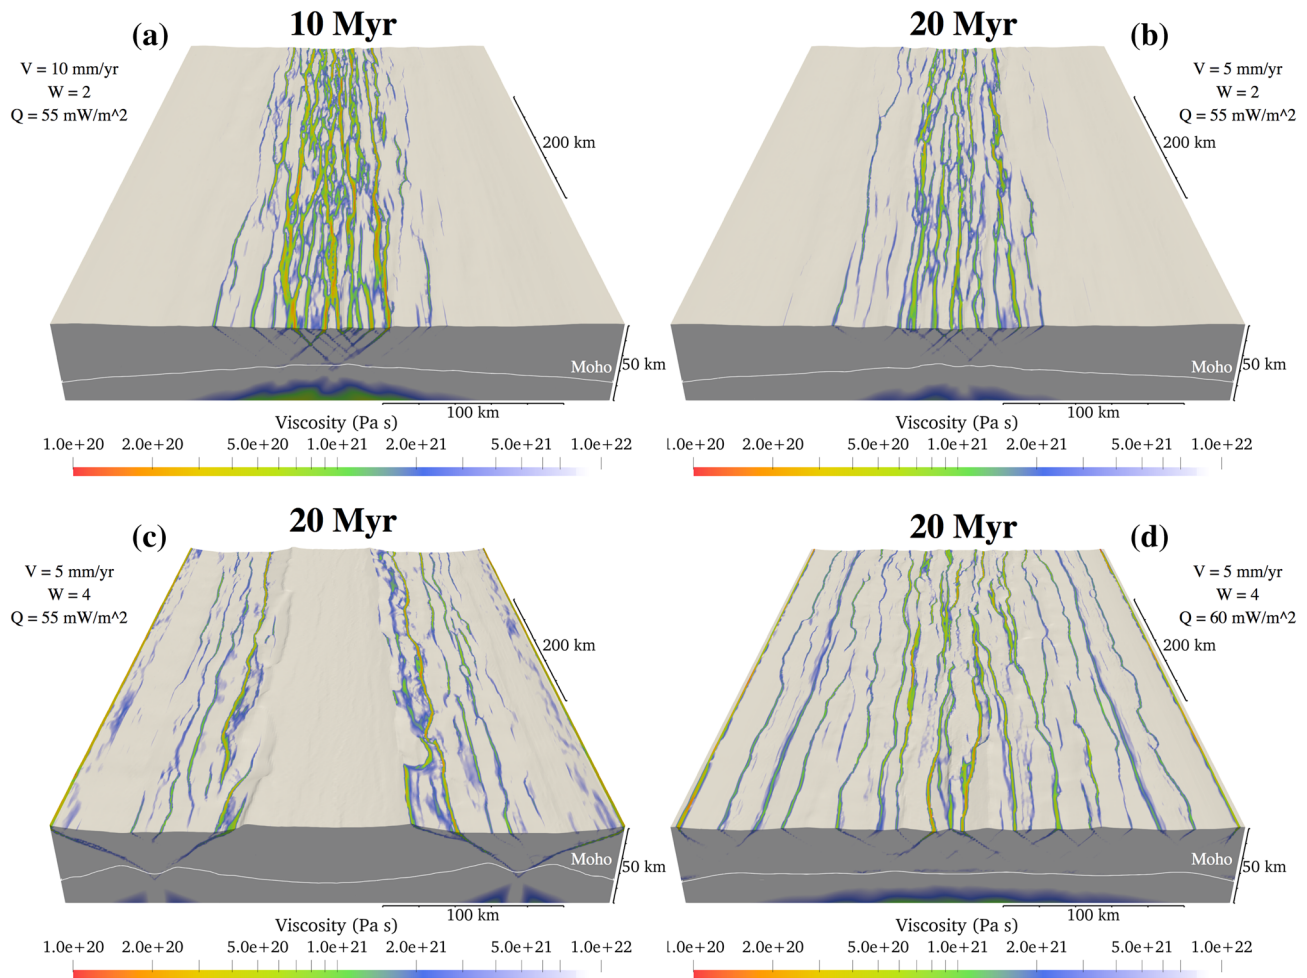 10 Myr
(a)
V = 10 mm/yr
W = 2
Q = 55 mW/m^2
200 km
Moho
50 km
100 km
Viscosity (Pa s)
1.0e+20 2.0e+20 5.0e+20 1.0e+21 2.0e+21 5.0e+21 1.0e+22
20 Myr
(b)
V = 5 mm/yr
W = 2
Q = 55 mW/m^2
200 km
Moho
50 km
100 km
Viscosity (Pa s)
1.0e+20 2.0e+20 5.0e+20 1.0e+21 2.0e+21 5.0e+21 1.0e+22
20 Myr
(c)
V = 5 mm/yr
W = 4
Q = 55 mW/m^2
200 km
Moho
50 km
100 km
Viscosity (Pa s)
1.0e+20 2.0e+20 5.0e+20 1.0e+21 2.0e+21 5.0e+21 1.0e+22
20 Myr
(d)
V = 5 mm/yr
W = 4
Q = 60 mW/m^2
200 km
Moho
50 km
100 km
Viscosity (Pa s)
1.0e+20 2.0e+20 5.0e+20 1.0e+21 2.0e+21 5.0e+21 1.0e+22